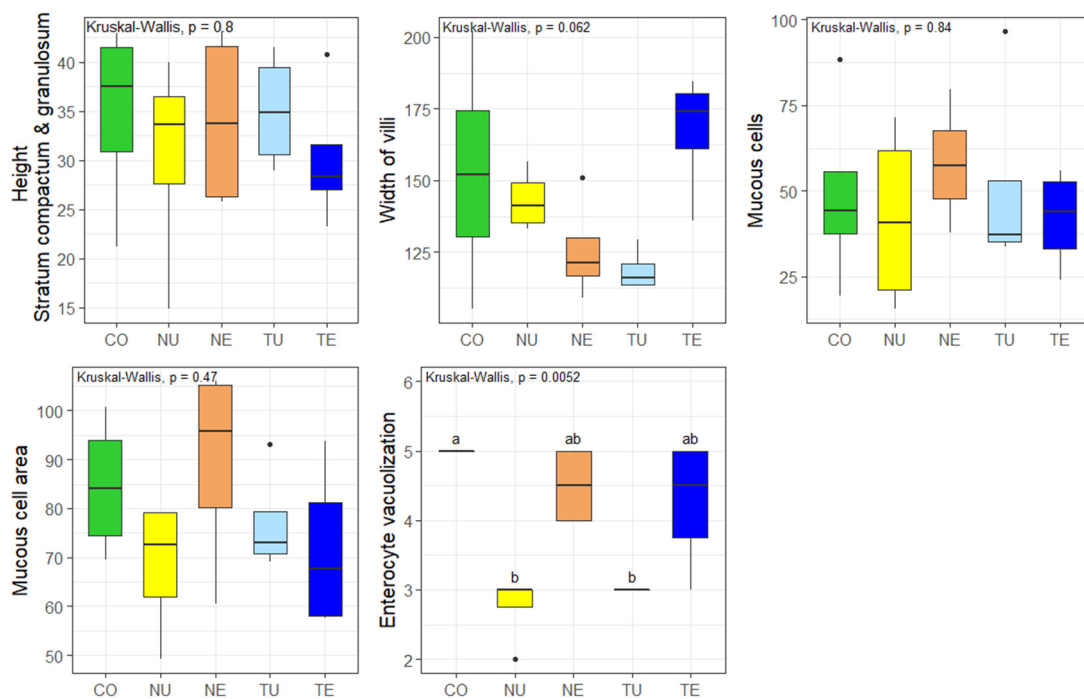 Kruskal-Wallis, p = 0.8
Height
Stratum compactum & granulosum
40
35
30
25
20
15
CO NU NE TU TE
Kruskal-Wallis, p = 0.062
Width of villi
200
175
150
125
CO NU NE TU TE
Kruskal-Wallis, p = 0.84
Mucous cells
100
75
50
25
CO NU NE TU TE
Kruskal-Wallis, p = 0.47
Mucous cell area
100
90
80
70
60
50
CO NU NE TU TE
Kruskal-Wallis, p = 0.0052
Enterocyte vacuolization
6
5
4
3
2
a ab ab
b b
CO NU NE TU TE